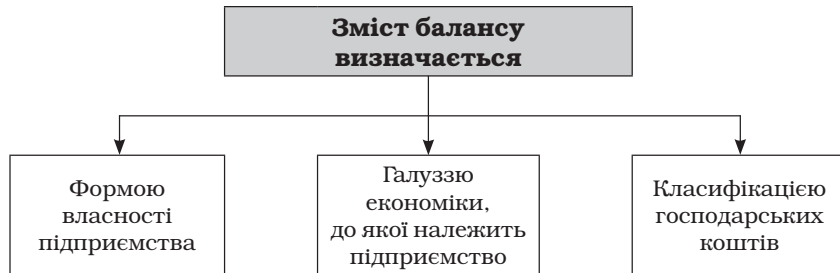 Зміст балансу
визначається
Формою
власності
підприємства
Галуззю
економіки,
до якої належить
підприємство
Класифікацією
господарських
коштів